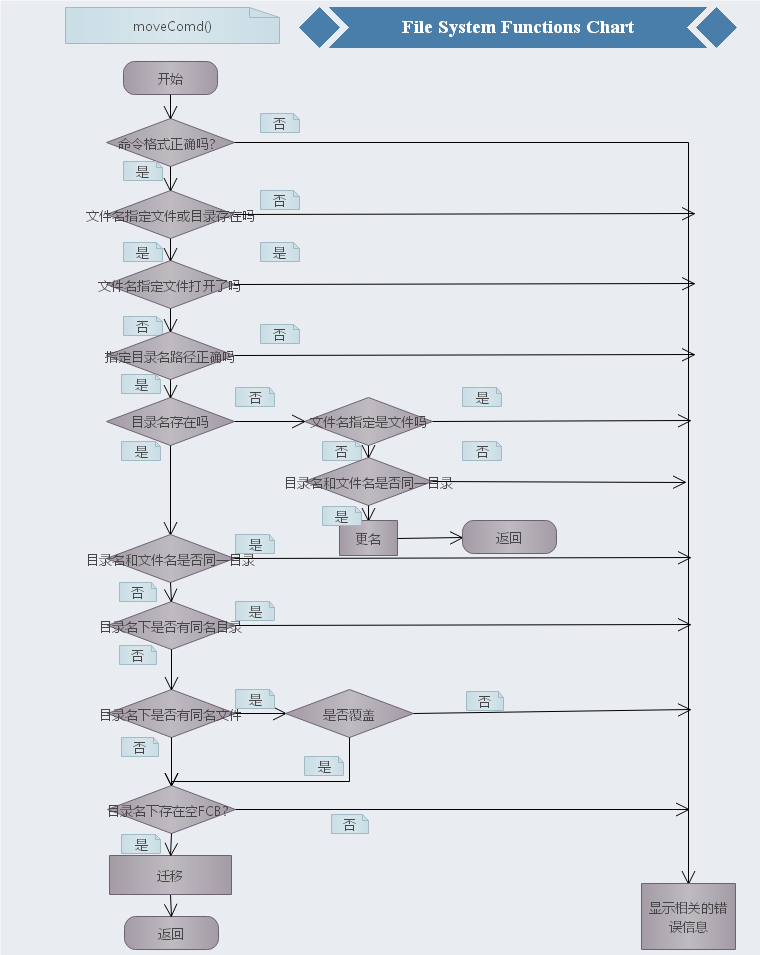 moveComd()
File System Functions Chart
开始
否
命令格式正确吗?
是
否
文件名指定文件或目录存在吗
是
是
文件名指定文件打开了吗
否
否
指定目录名路径正确吗
是
否
是
目录名存在吗
文件名指定是文件吗
是
否
否
目录名和文件名是否同一目录
是
更名
返回
是
目录名和文件名是否同一目录
否
是
目录名下是否有同名目录
否
是
否
目录名下是否有同名文件
是否覆盖
否
是
目录名下存在空FCB?
否
是
迁移
显示相关的错
误信息
返回